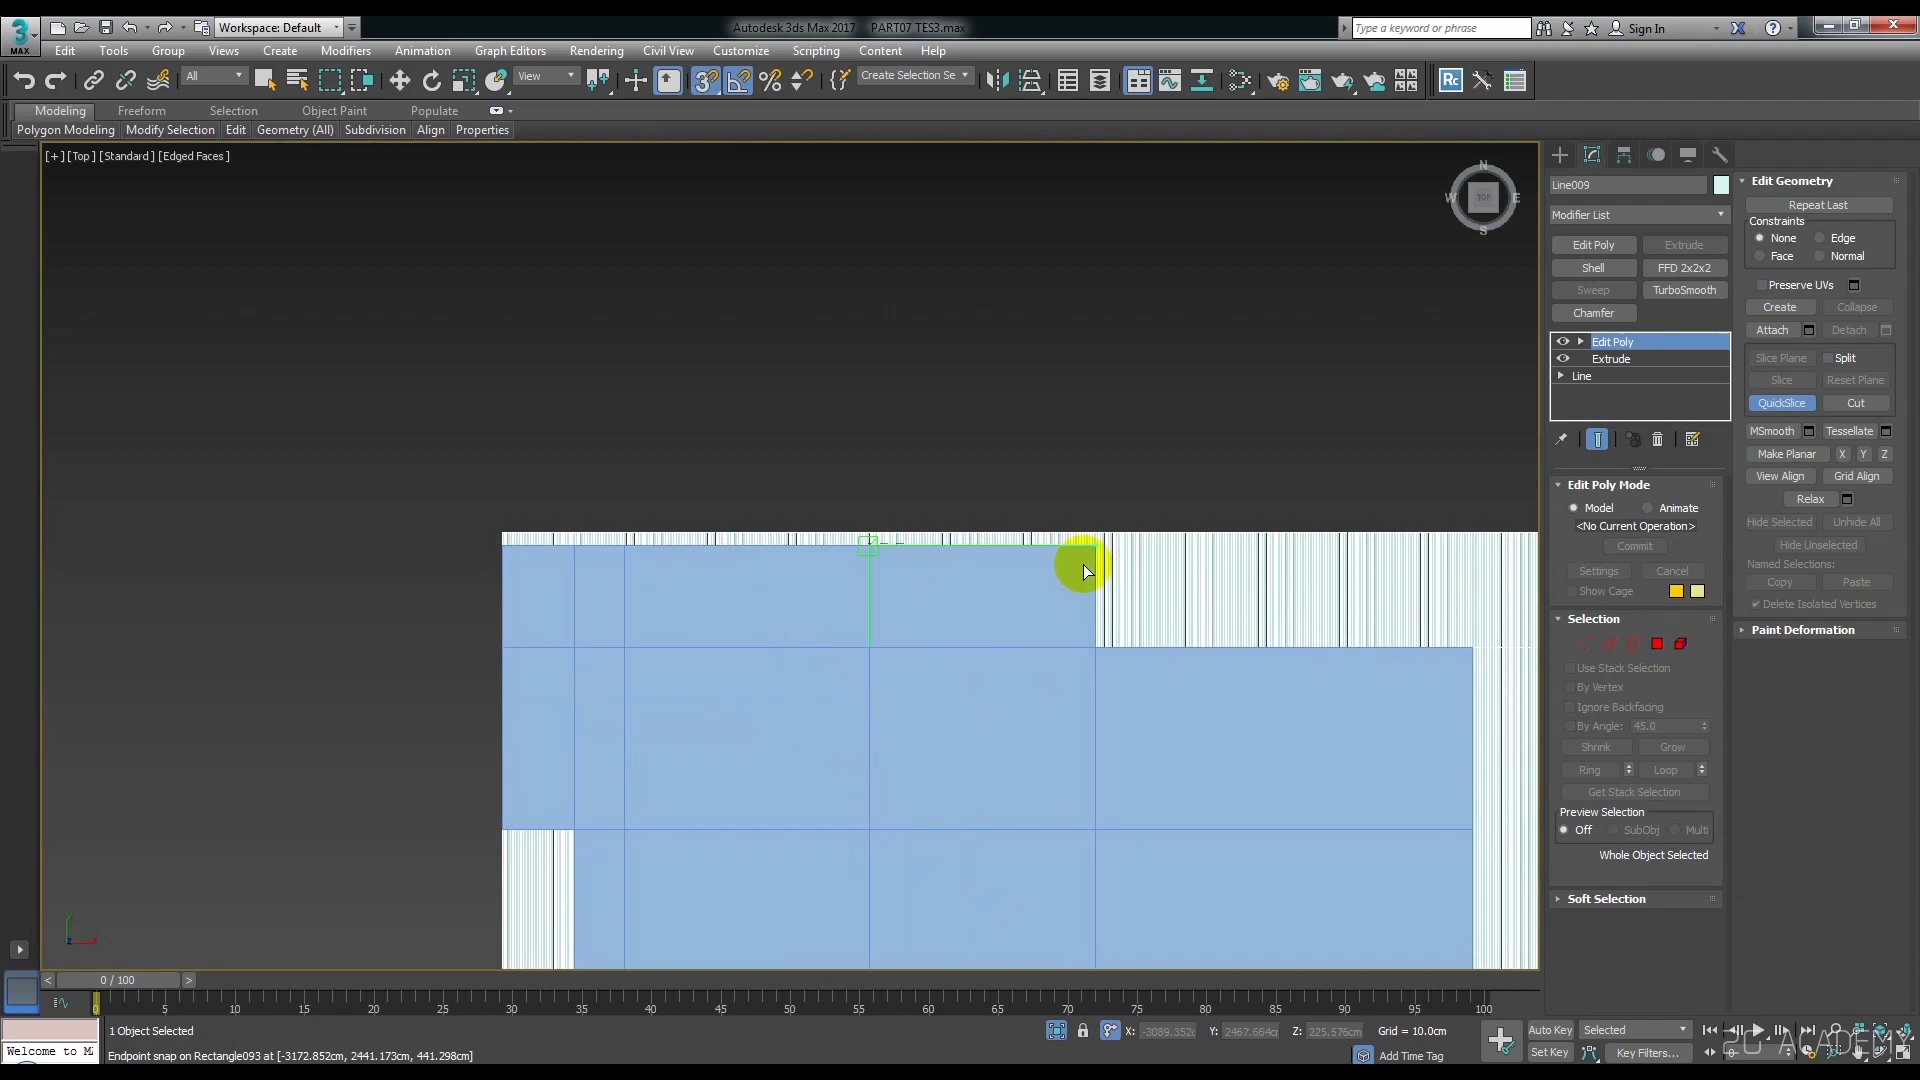 Workspace: Default
Autodesk 3ds Max 2017    PART07 TES3.max
Type a keyword or phrase
Sign In
MAX
Edit Tools Group Views Create Modifiers Animation Graph Editors Rendering Civil View Customize Scripting Content Help
All
View
Create Selection Se
Rc
Modeling Freeform Selection Object Paint Populate
Polygon Modeling Modify Selection Edit Geometry (All) Subdivision Align Properties
[+][Top][Standard][Edged Faces]
N
W TOP E
S
Line009
Modifier List
Edit Poly Extrude
Shell FFD 2x2x2
Sweep TurboSmooth
Chamfer
Edit Poly
Extrude
Line
Edit Poly Mode
Model Animate
<No Current Operation>
Commit
Settings Cancel
Show Cage
Selection
Use Stack Selection
By Vertex
Ignore Backfacing
By Angle: 45.0
Shrink Grow
Ring Loop
Get Stack Selection
Preview Selection
Off SubObj Multi
Whole Object Selected
Soft Selection
Edit Geometry
Repeat Last
Constraints
None Edge
Face Normal
Preserve UVs
Create Collapse
Attach Detach
Slice Plane Split
Slice Reset Plane
QuickSlice Cut
MSmooth Tessellate
Make Planar X Y Z
View Align Grid Align
Relax
Hide Selected Unhide All
Hide Unselected
Named Selections:
Copy Paste
Delete Isolated Vertices
Paint Deformation
y
z x
< 0 / 100 >
0 5 10 15 20 25 30 35 40 45 50 55 60 65 70 75 80 85 90 95 100
Welcome to M
1 Object Selected
Endpoint snap on Rectangle093 at [-3172.852cm, 2441.173cm, 441.298cm]
X: -3089.352c Y: 2467.664c Z: 225.576cm Grid = 10.0cm
Add Time Tag
Auto Key Selected
Set Key Key Filters...
2G ACADEMY